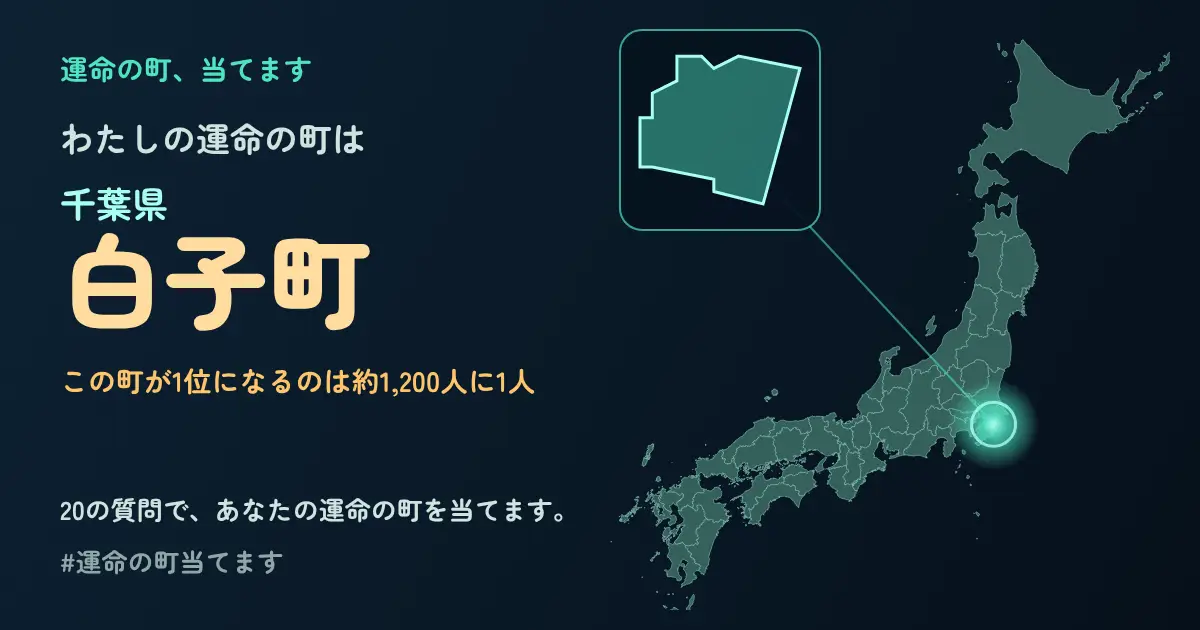 運命の町、当てます
わたしの運命の町は
千葉県
白子町
この町が1位になるのは約1,200人に1人
20の質問で、あなたの運命の町を当てます。
#運命の町当てます